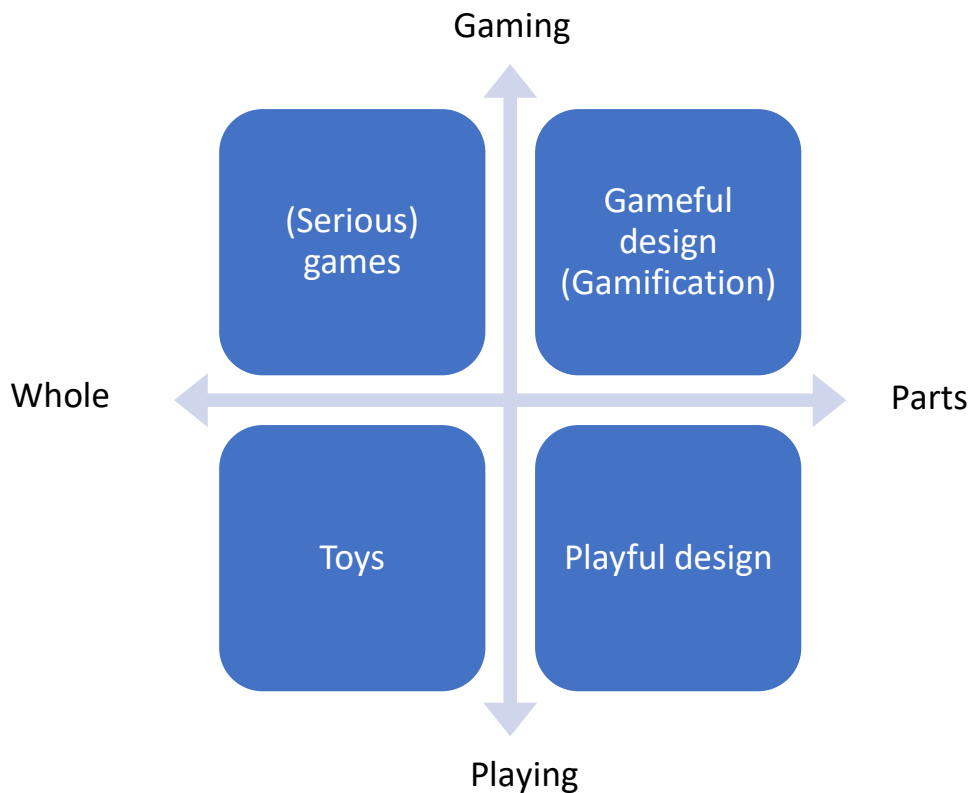 Gaming
(Serious)
games
Gameful
design
(Gamification)
Whole
Parts
Toys
Playful design
Playing